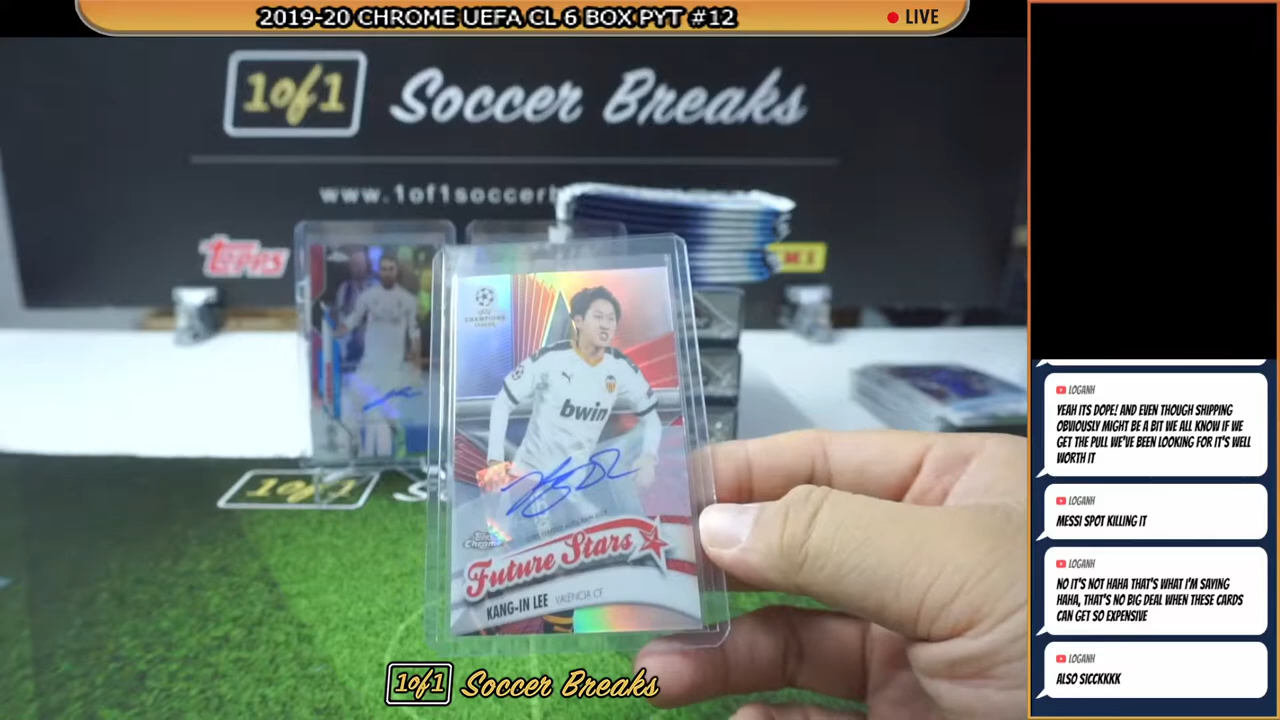 2019-20 CHROME UEFA CL 6 BOX PYT #12
LIVE
1of1 Soccer Breaks
www.1of1soccerb
TOPPS
CHAMPIONS
LEAGUE
bwin
Topps
Chrome
Future Stars
KANG-IN LEE VALENCIA CF
1of1
1of1 Soccer Breaks
LOGANH
YEAH ITS DOPE! AND EVEN THOUGH SHIPPING
OBVIOUSLY MIGHT BE A BIT WE ALL KNOW IF WE
GET THE PULL WE'VE BEEN LOOKING FOR IT'S WELL
WORTH IT
LOGANH
MESSI SPOT KILLING IT
LOGANH
NO IT'S NOT HAHA THAT'S WHAT I'M SAYING
HAHA, THAT'S NO BIG DEAL WHEN THESE CARDS
CAN GET SO EXPENSIVE
LOGANH
ALSO SICCKKKK